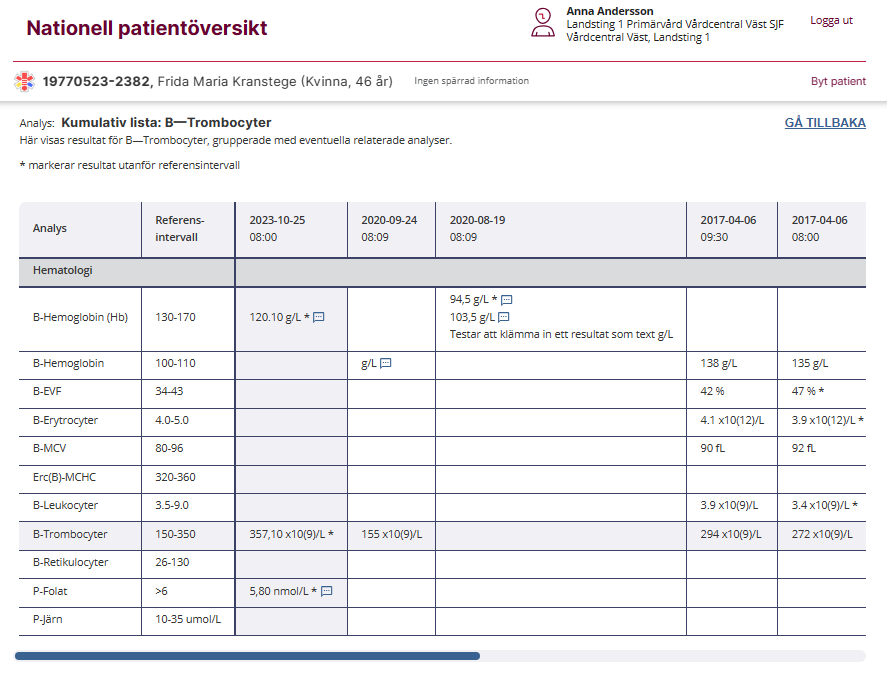 Nationell patientöversikt
Anna Andersson
Landsting 1 Primärvård Vårdcentral Väst SJF
Vårdcentral Väst, Landsting 1
Logga ut
19770523-2382, Frida Maria Kranstege (Kvinna, 46 år) Ingen spärrad information Byt patient
Analys: Kumulativ lista: B—Trombocyter GÅ TILLBAKA
Här visas resultat för B—Trombocyter, grupperade med eventuella relaterade analyser.
* markerar resultat utanför referensintervall
Analys Referens-intervall 2023-10-25 08:00 2020-09-24 08:09 2020-08-19 08:09 2017-04-06 09:30 2017-04-06 08:00
Hematologi
B-Hemoglobin (Hb) 130-170 120.10 g/L * 94,5 g/L *
103,5 g/L
Testar att klämma in ett resultat som text g/L
B-Hemoglobin 100-110 g/L 138 g/L 135 g/L
B-EVF 34-43 42 % 47 % *
B-Erytrocyter 4.0-5.0 4.1 x10(12)/L 3.9 x10(12)/L *
B-MCV 80-96 90 fL 92 fL
Erc(B)-MCHC 320-360
B-Leukocyter 3.5-9.0 3.9 x10(9)/L 3.4 x10(9)/L *
B-Trombocyter 150-350 357,10 x10(9)/L * 155 x10(9)/L 294 x10(9)/L 272 x10(9)/L
B-Retikulocyter 26-130
P-Folat >6 5,80 nmol/L *
P-Järn 10-35 umol/L